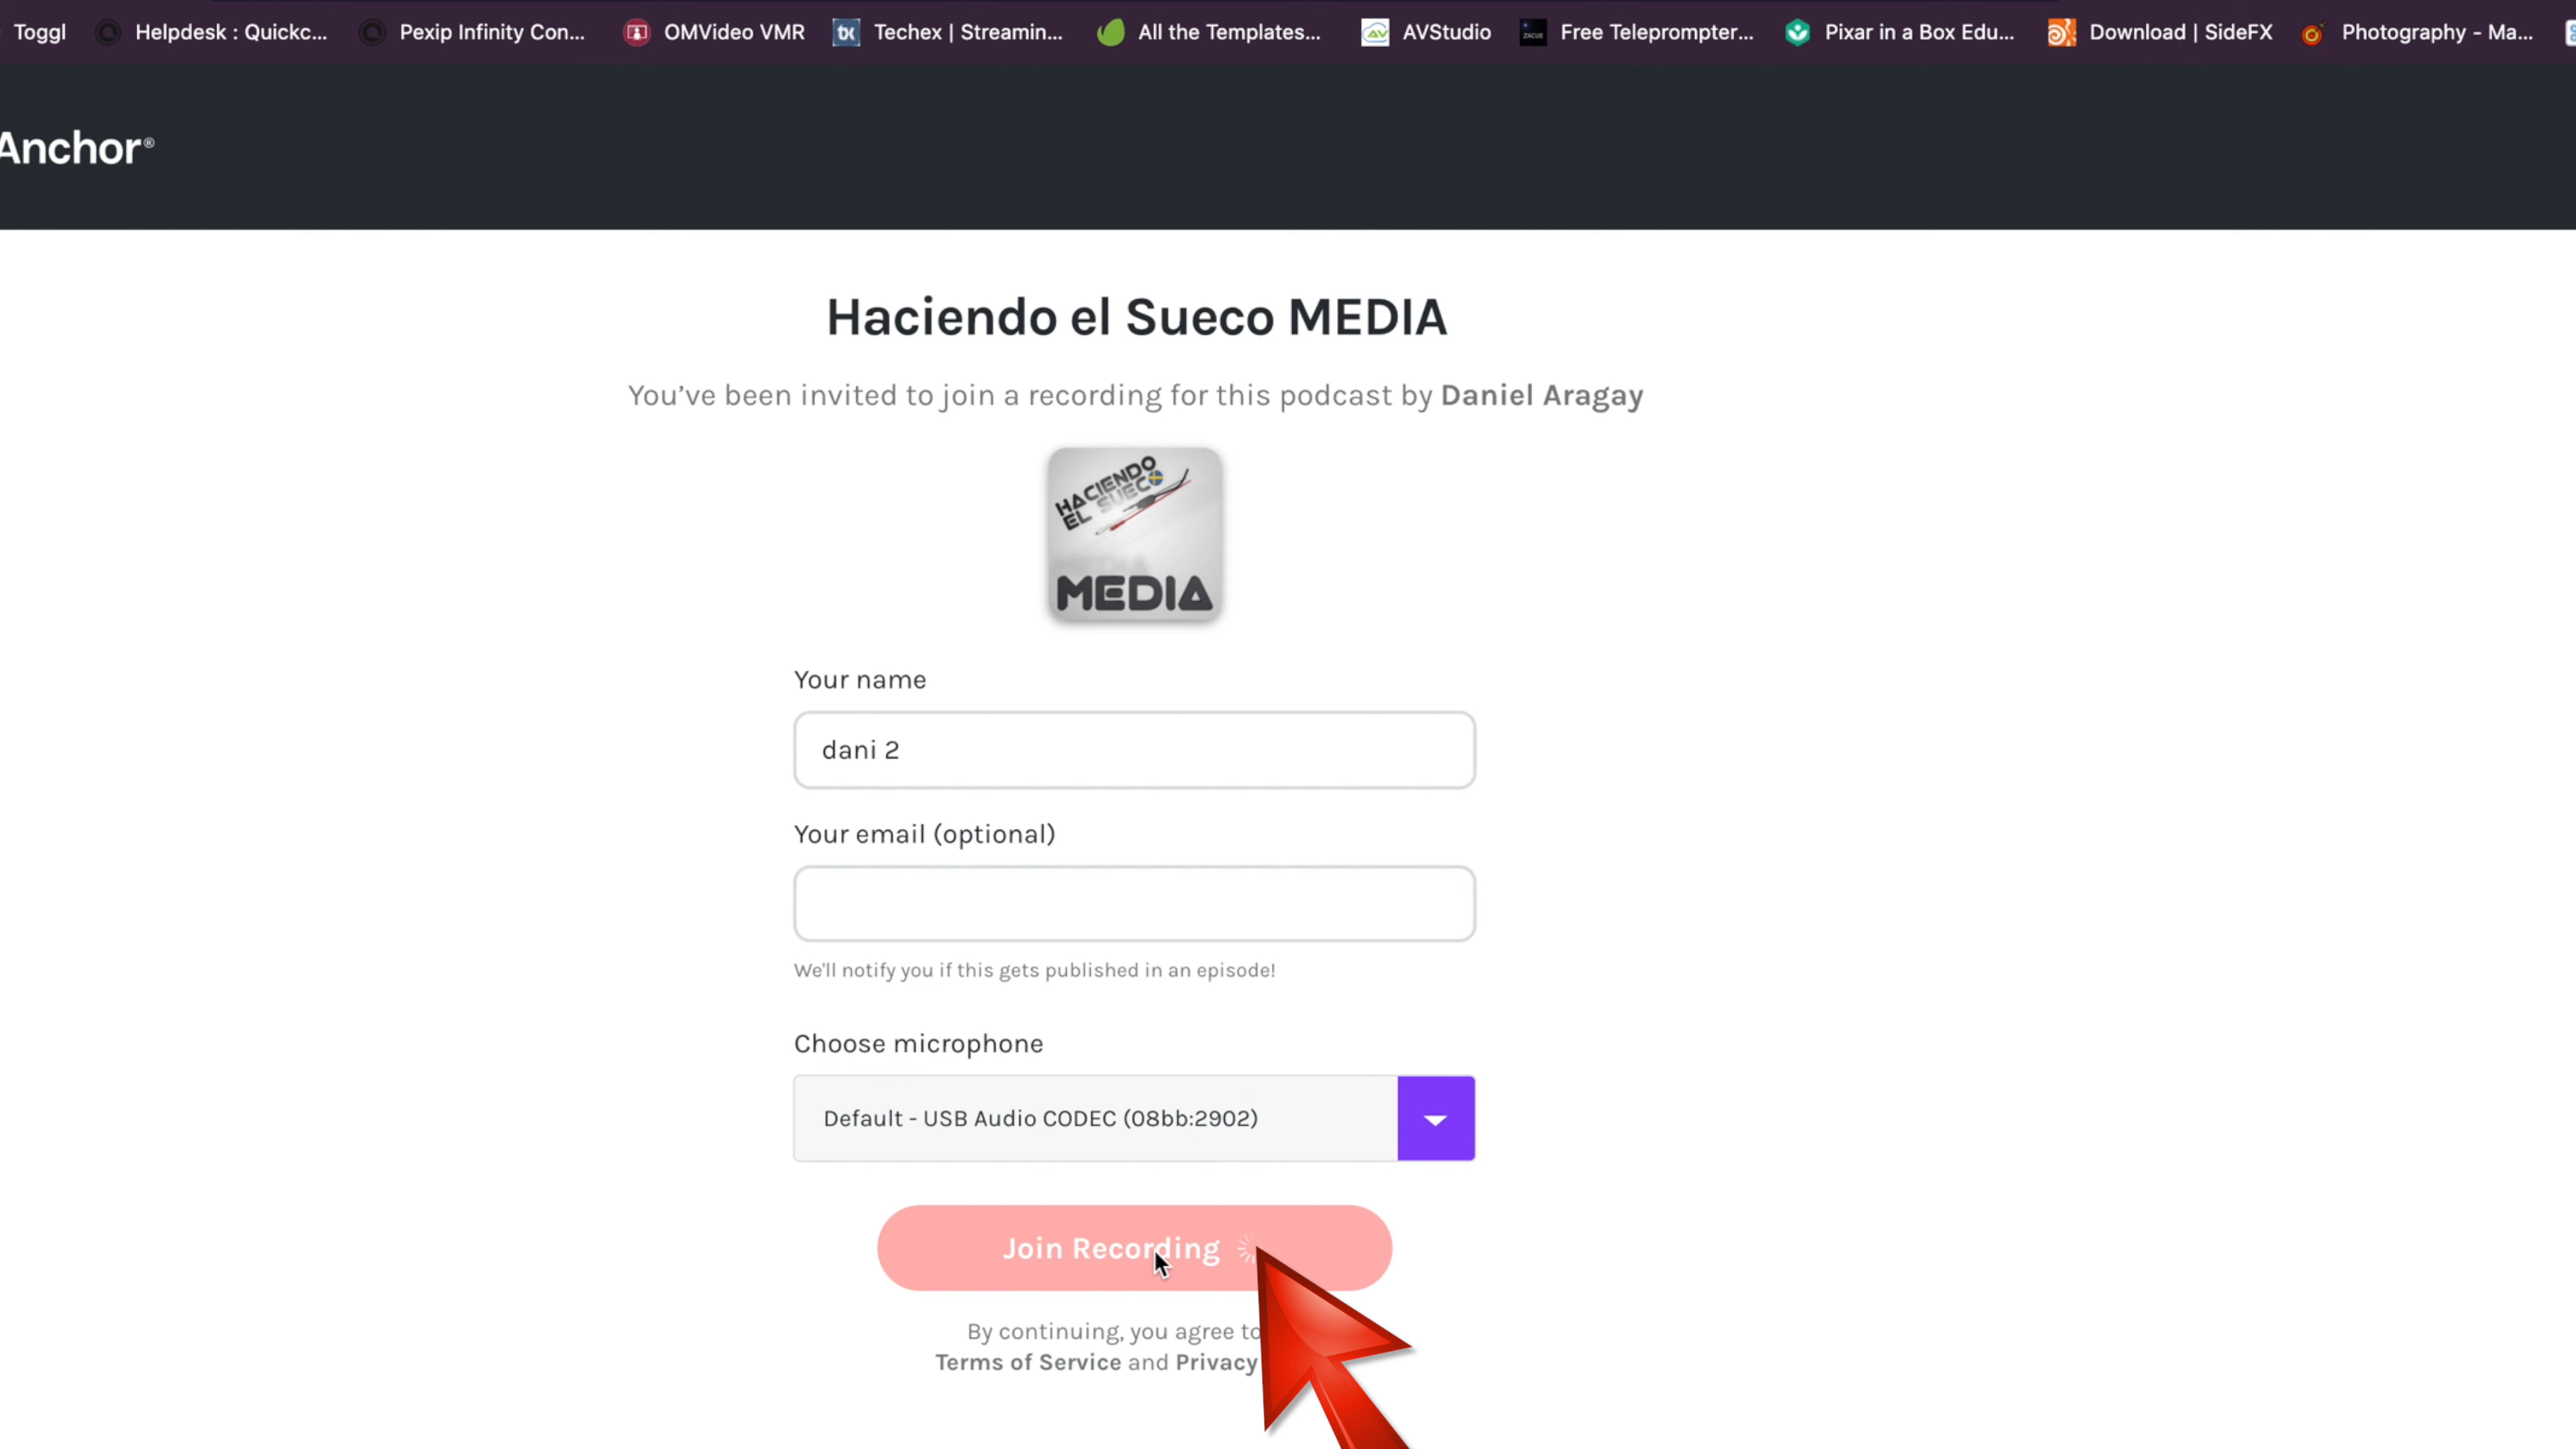 Toggl Helpdesk : Quickc... Pexip Infinity Con... OMVideo VMR tx Techex | Streamin... All the Templates... AV AVStudio ZACUE Free Teleprompter... Pixar in a Box Edu... Download | SideFX Photography - Ma...
Anchor®
Haciendo el Sueco MEDIA
You've been invited to join a recording for this podcast by Daniel Aragay
HACIENDO
EL SUECO
MEDIA
Your name
dani 2
Your email (optional)
We'll notify you if this gets published in an episode!
Choose microphone
Default - USB Audio CODEC (08bb:2902)
Join Recording
By continuing, you agree to
Terms of Service and Privacy